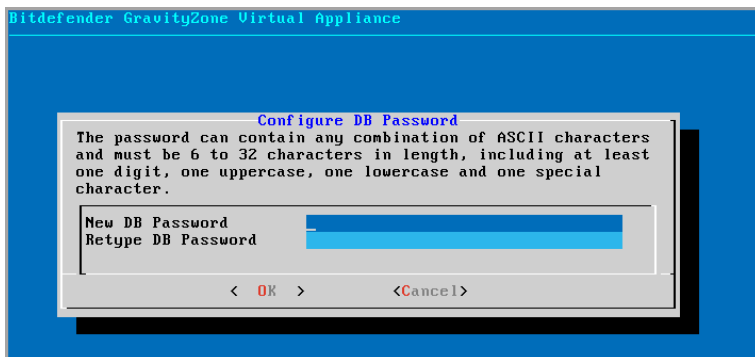 Bitdefender GravityZone Virtual Appliance
Configure DB Password
The password can contain any combination of ASCII characters
and must be 6 to 32 characters in length, including at least
one digit, one uppercase, one lowercase and one special
character.
New DB Password
Retype DB Password
< OK > <Cancel>